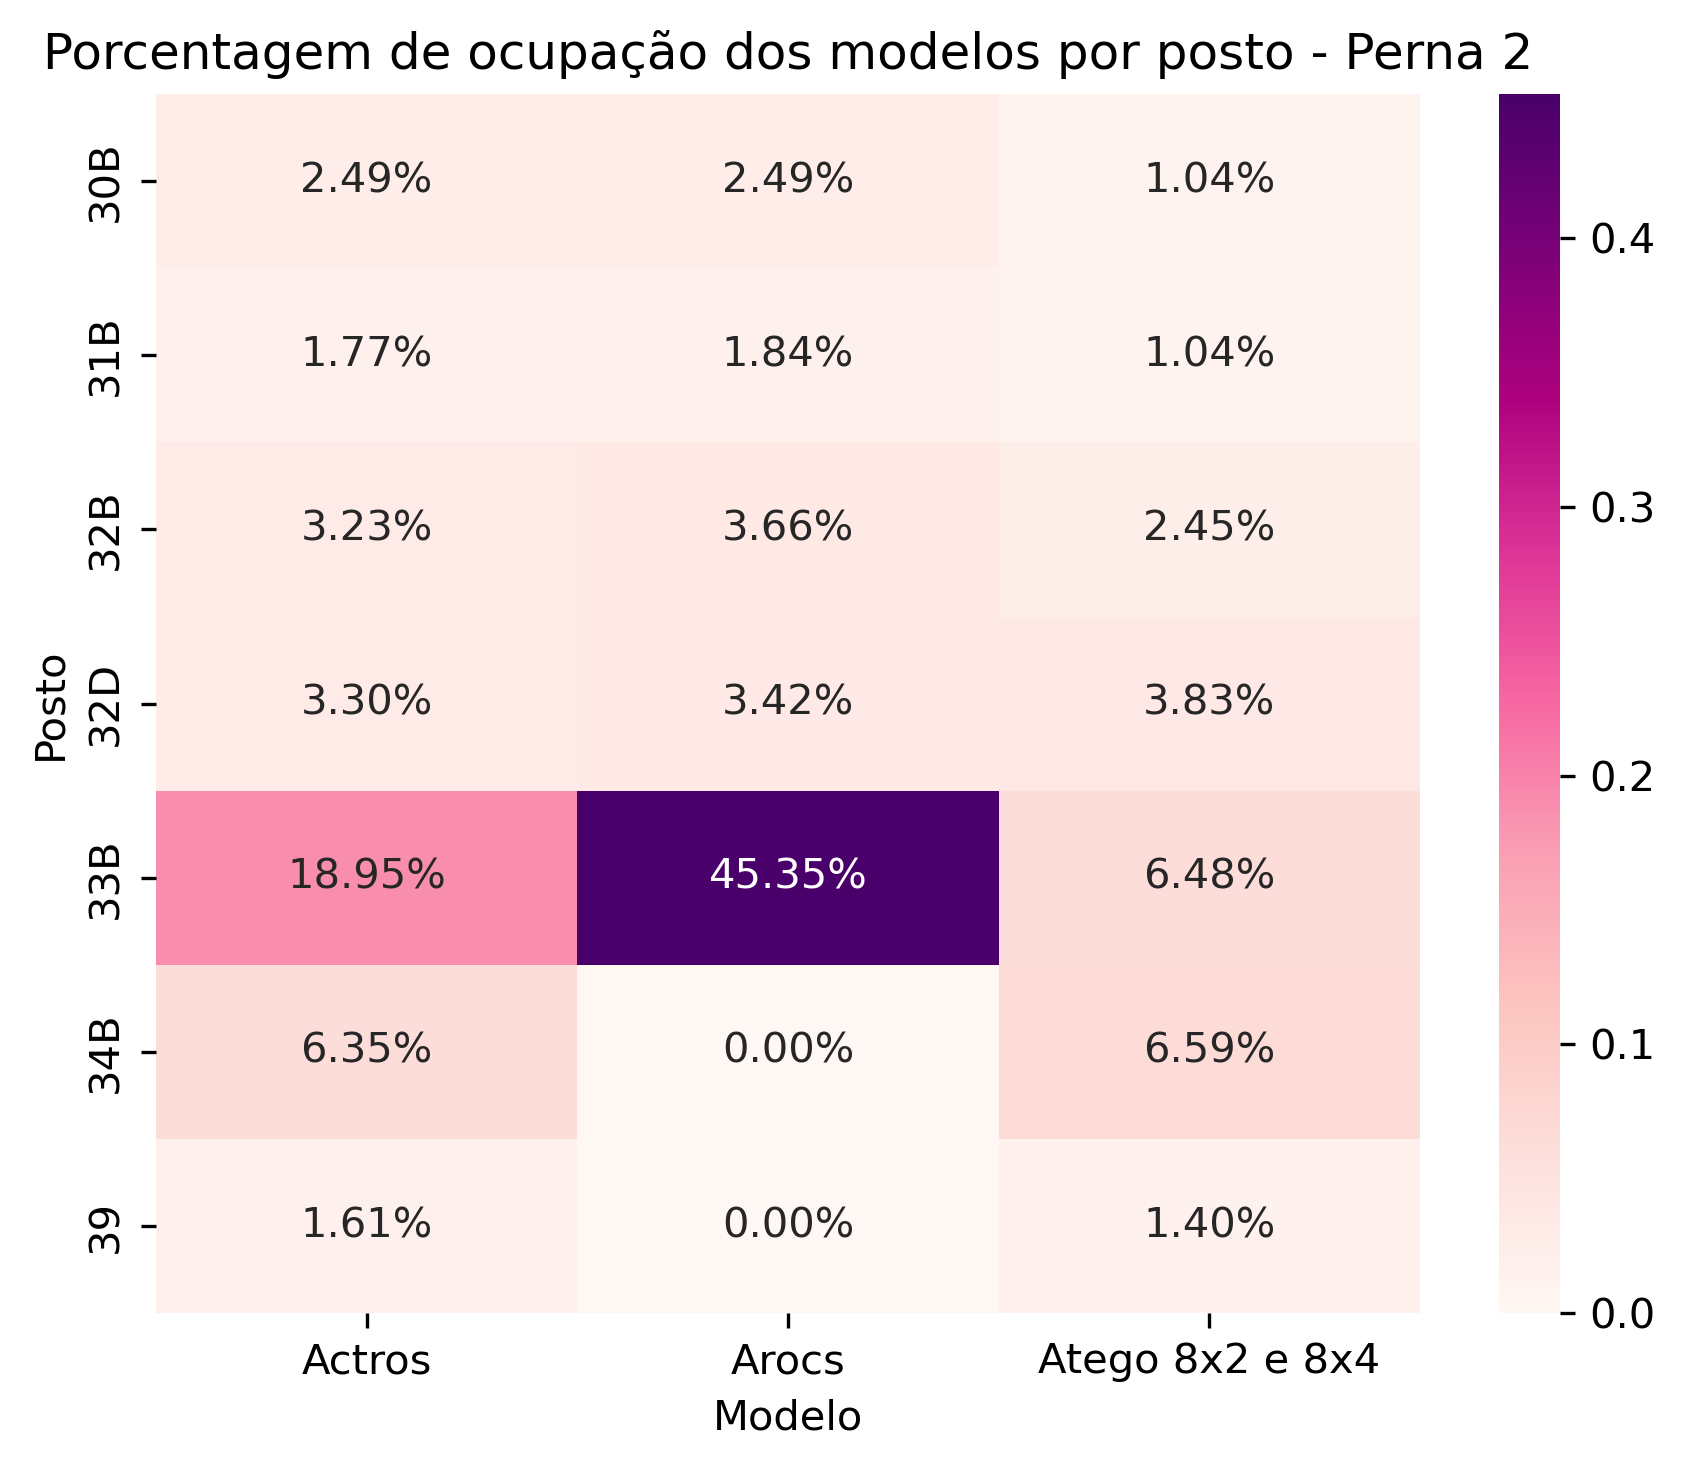 Porcentagem de ocupação dos modelos por posto - Perna 2
30B 2.49% 2.49% 1.04%
31B 1.77% 1.84% 1.04%
32B 3.23% 3.66% 2.45%
32D 3.30% 3.42% 3.83%
33B 18.95% 45.35% 6.48%
34B 6.35% 0.00% 6.59%
39 1.61% 0.00% 1.40%
Posto
Actros Arocs Atego 8x2 e 8x4
Modelo
0.4
0.3
0.2
0.1
0.0